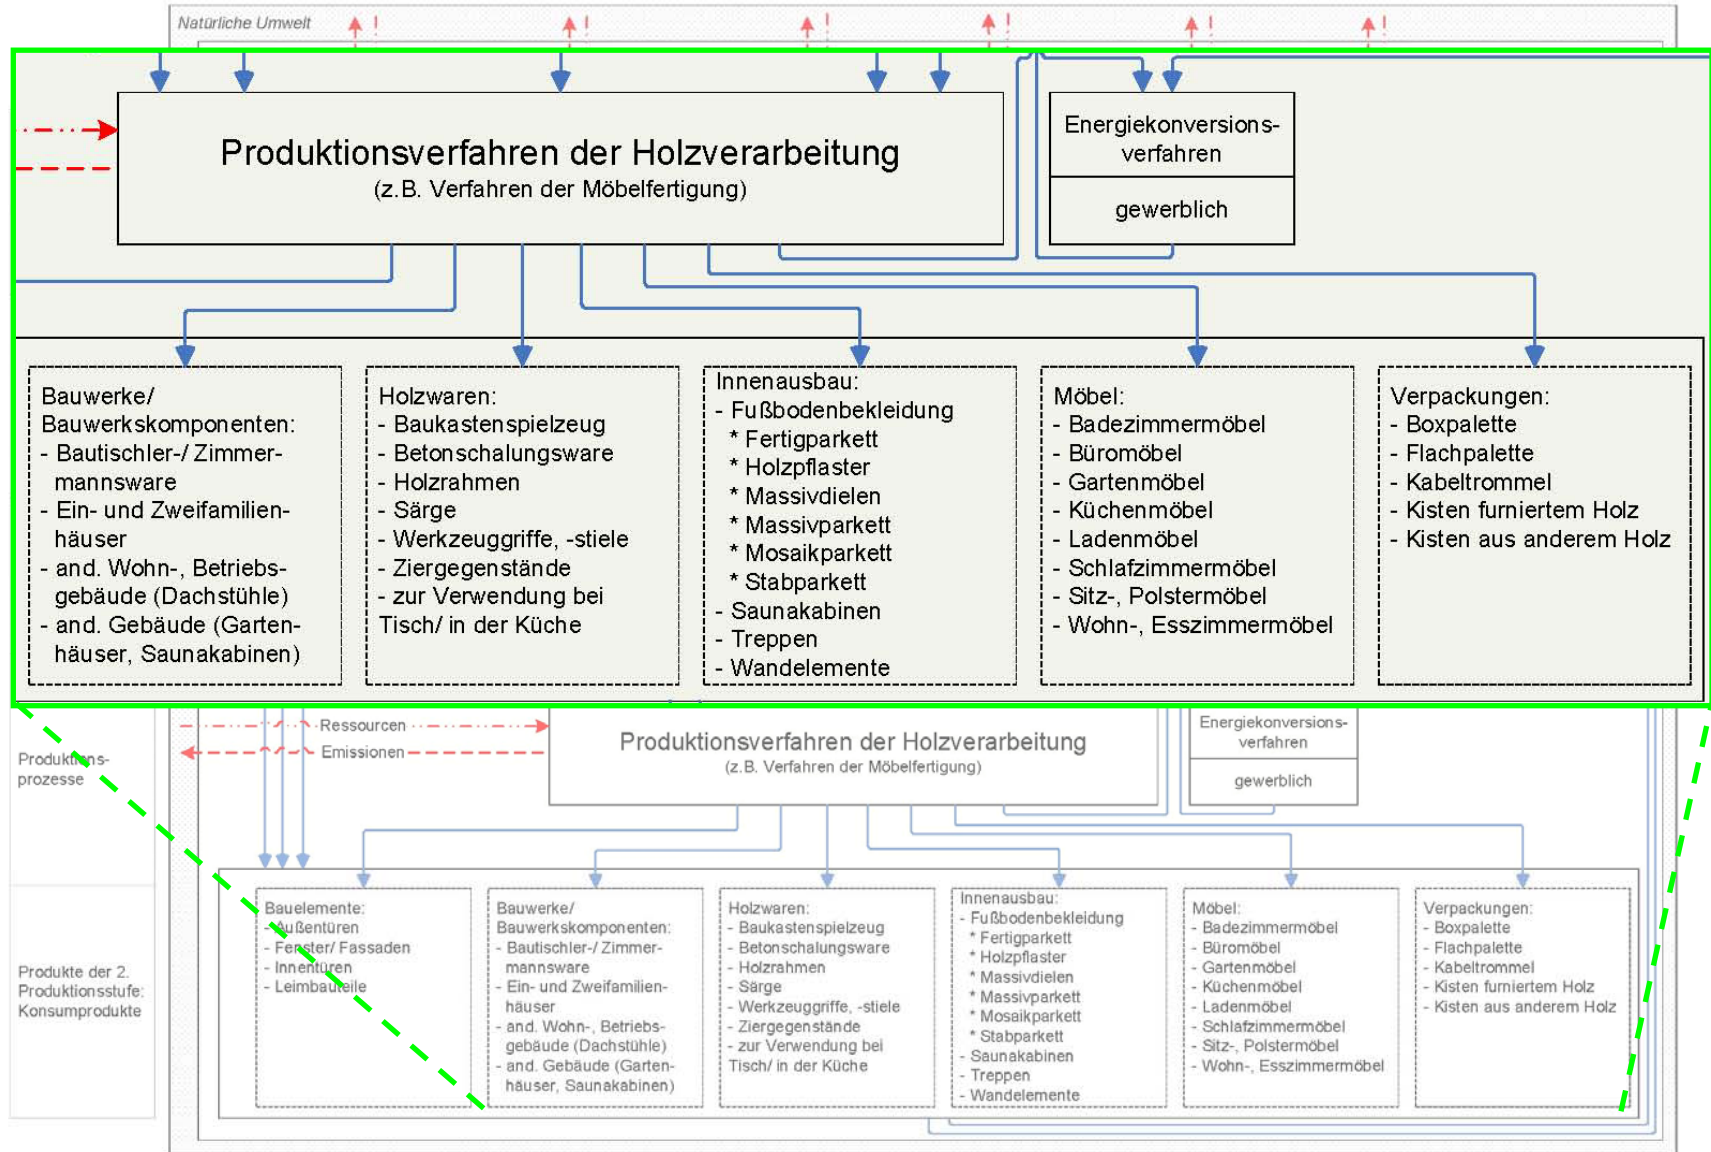 Natürliche Umwelt
Produktionsverfahren der Holzverarbeitung
(z.B. Verfahren der Möbelfertigung)
Energiekonversions-
verfahren
gewerblich
Bauwerke/
Bauwerkskomponenten:
- Bautischler-/ Zimmer-
mannsware
- Ein- und Zweifamilien-
häuser
- and. Wohn-, Betriebs-
gebäude (Dachstühle)
- and. Gebäude (Garten-
häuser, Saunakabinen)
Holzwaren:
- Baukastenspielzeug
- Betonschalungsware
- Holzrahmen
- Särge
- Werkzeuggriffe, -stiele
- Ziergegenstände
- zur Verwendung bei
Tisch/ in der Küche
Innenausbau:
- Fußbodenbekleidung
* Fertigparkett
* Holzpflaster
* Massivdielen
* Massivparkett
* Mosaikparkett
* Stabparkett
- Saunakabinen
- Treppen
- Wandelemente
Möbel:
- Badezimmermöbel
- Büromöbel
- Gartenmöbel
- Küchenmöbel
- Ladenmöbel
- Schlafzimmermöbel
- Sitz-, Polstermöbel
- Wohn-, Esszimmermöbel
Verpackungen:
- Boxpalette
- Flachpalette
- Kabeltrommel
- Kisten furniertem Holz
- Kisten aus anderem Holz
Produktions-
prozesse
Ressourcen
Emissionen
Produktionsverfahren der Holzverarbeitung
(z.B. Verfahren der Möbelfertigung)
Energiekonversions-
verfahren
gewerblich
Produkte der 2.
Produktionsstufe:
Konsumprodukte
Bauelemente:
- Außentüren
- Fenster/ Fassaden
- Innentüren
- Leimbauteile
Bauwerke/
Bauwerkskomponenten:
- Bautischler-/ Zimmer-
mannsware
- Ein- und Zweifamilien-
häuser
- and. Wohn-, Betriebs-
gebäude (Dachstühle)
- and. Gebäude (Garten-
häuser, Saunakabinen)
Holzwaren:
- Baukastenspielzeug
- Betonschalungsware
- Holzrahmen
- Särge
- Werkzeuggriffe, -stiele
- Ziergegenstände
- zur Verwendung bei
Tisch/ in der Küche
Innenausbau:
- Fußbodenbekleidung
* Fertigparkett
* Holzpflaster
* Massivdielen
* Massivparkett
* Mosaikparkett
* Stabparkett
- Saunakabinen
- Treppen
- Wandelemente
Möbel:
- Badezimmermöbel
- Büromöbel
- Gartenmöbel
- Küchenmöbel
- Ladenmöbel
- Schlafzimmermöbel
- Sitz-, Polstermöbel
- Wohn-, Esszimmermöbel
Verpackungen:
- Boxpalette
- Flachpalette
- Kabeltrommel
- Kisten furniertem Holz
- Kisten aus anderem Holz